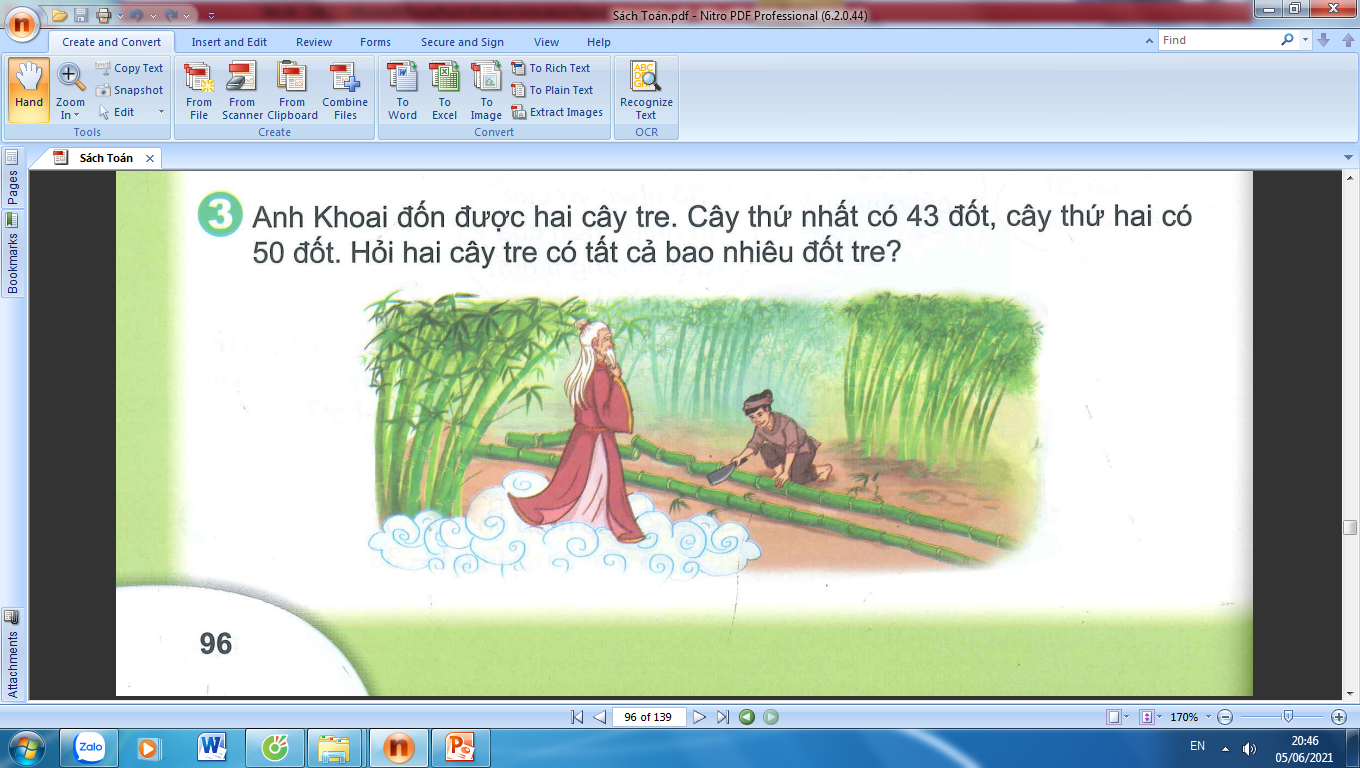 Sách Toán.pdf - Nitro PDF Professional (6.2.0.44)
Create and Convert Insert and Edit Review Forms Secure and Sign View Help Find
Hand
Zoom In
Copy Text
Snapshot
Edit
Tools
From File
From Scanner
From Clipboard
Combine Files
Create
To Word
To Excel
To Image
To Rich Text
To Plain Text
Extract Images
Convert
ABC
Recognize Text
OCR
Sách Toán
Pages
Bookmarks
Attachments
3 Anh Khoai đốn được hai cây tre. Cây thứ nhất có 43 đốt, cây thứ hai có
50 đốt. Hỏi hai cây tre có tất cả bao nhiêu đốt tre?
96
96 of 139 170%
Zalo
EN
20:46
05/06/2021